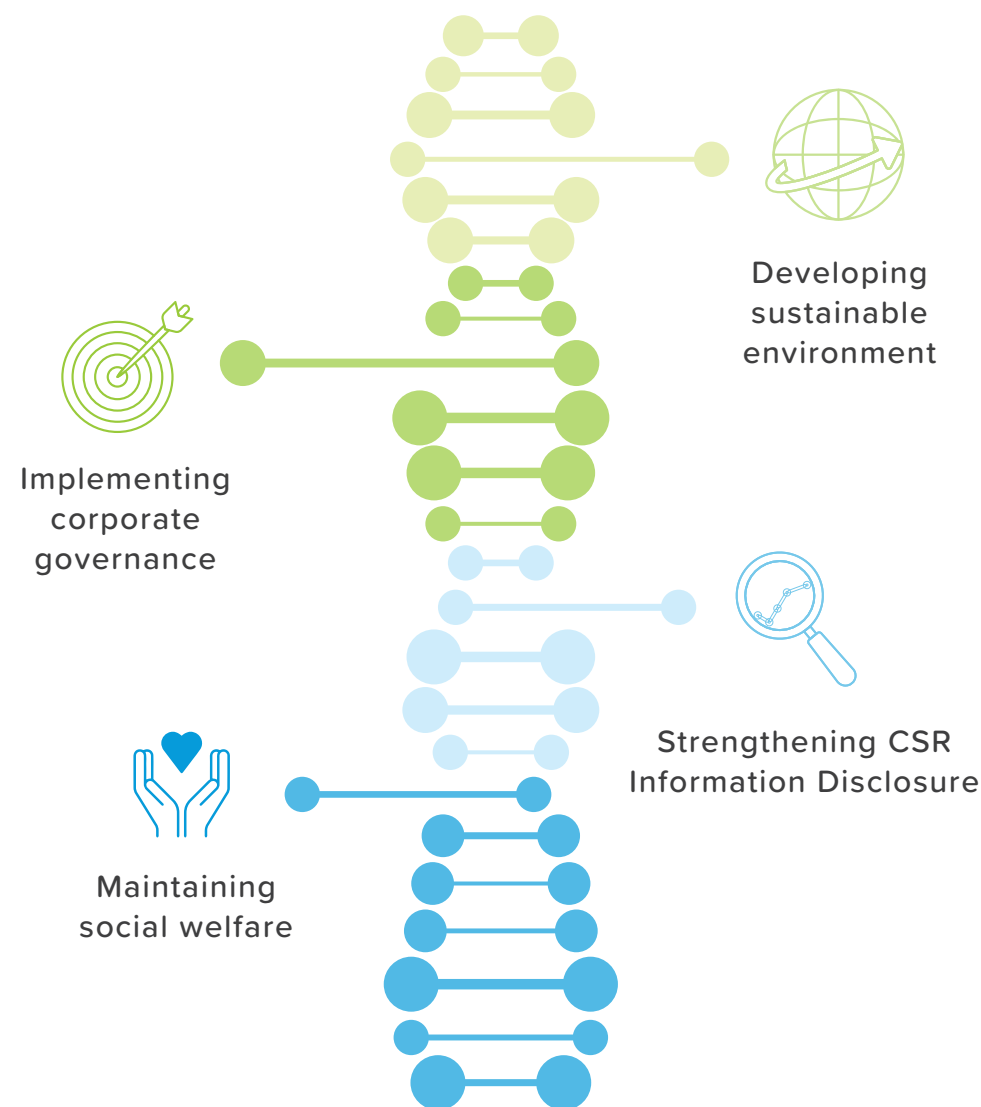 Developing
sustainable
environment
Implementing
corporate
governance
Strengthening CSR
Information Disclosure
Maintaining
social welfare